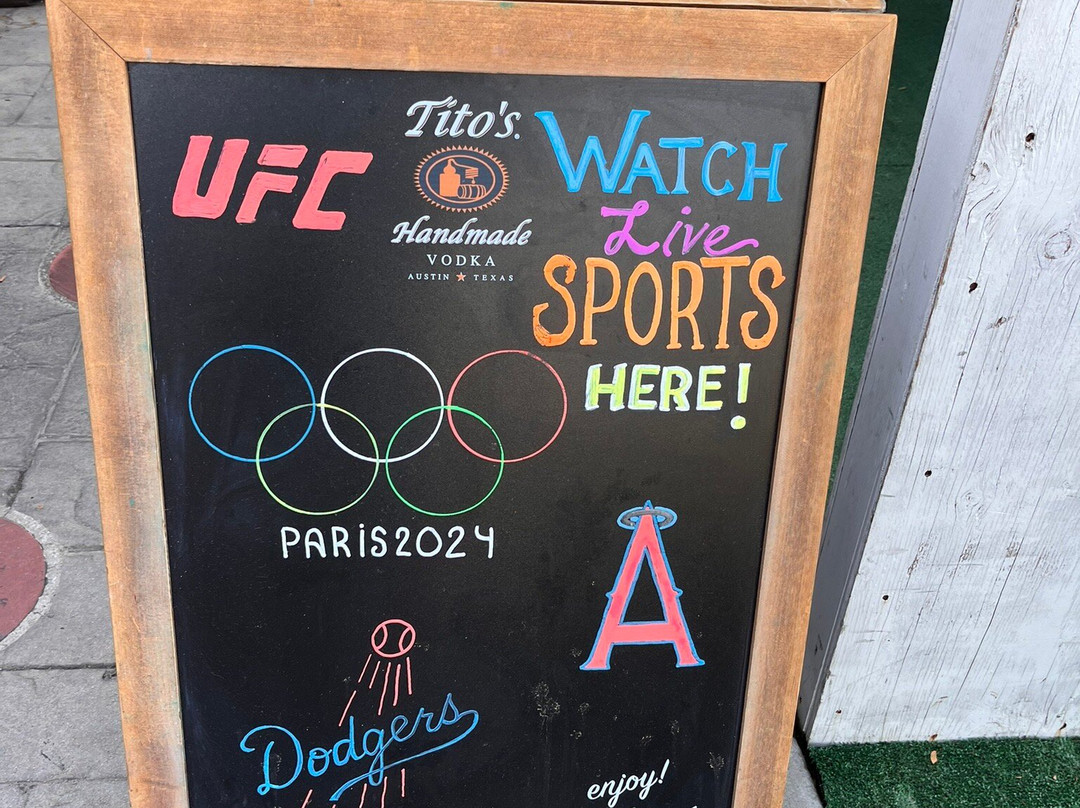 UFC
Tito's
Handmade
VODKA
AUSTIN TEXAS
WATCH
Live
SPORTS
HERE!
PARIS2024
A
Dodgers
enjoy!